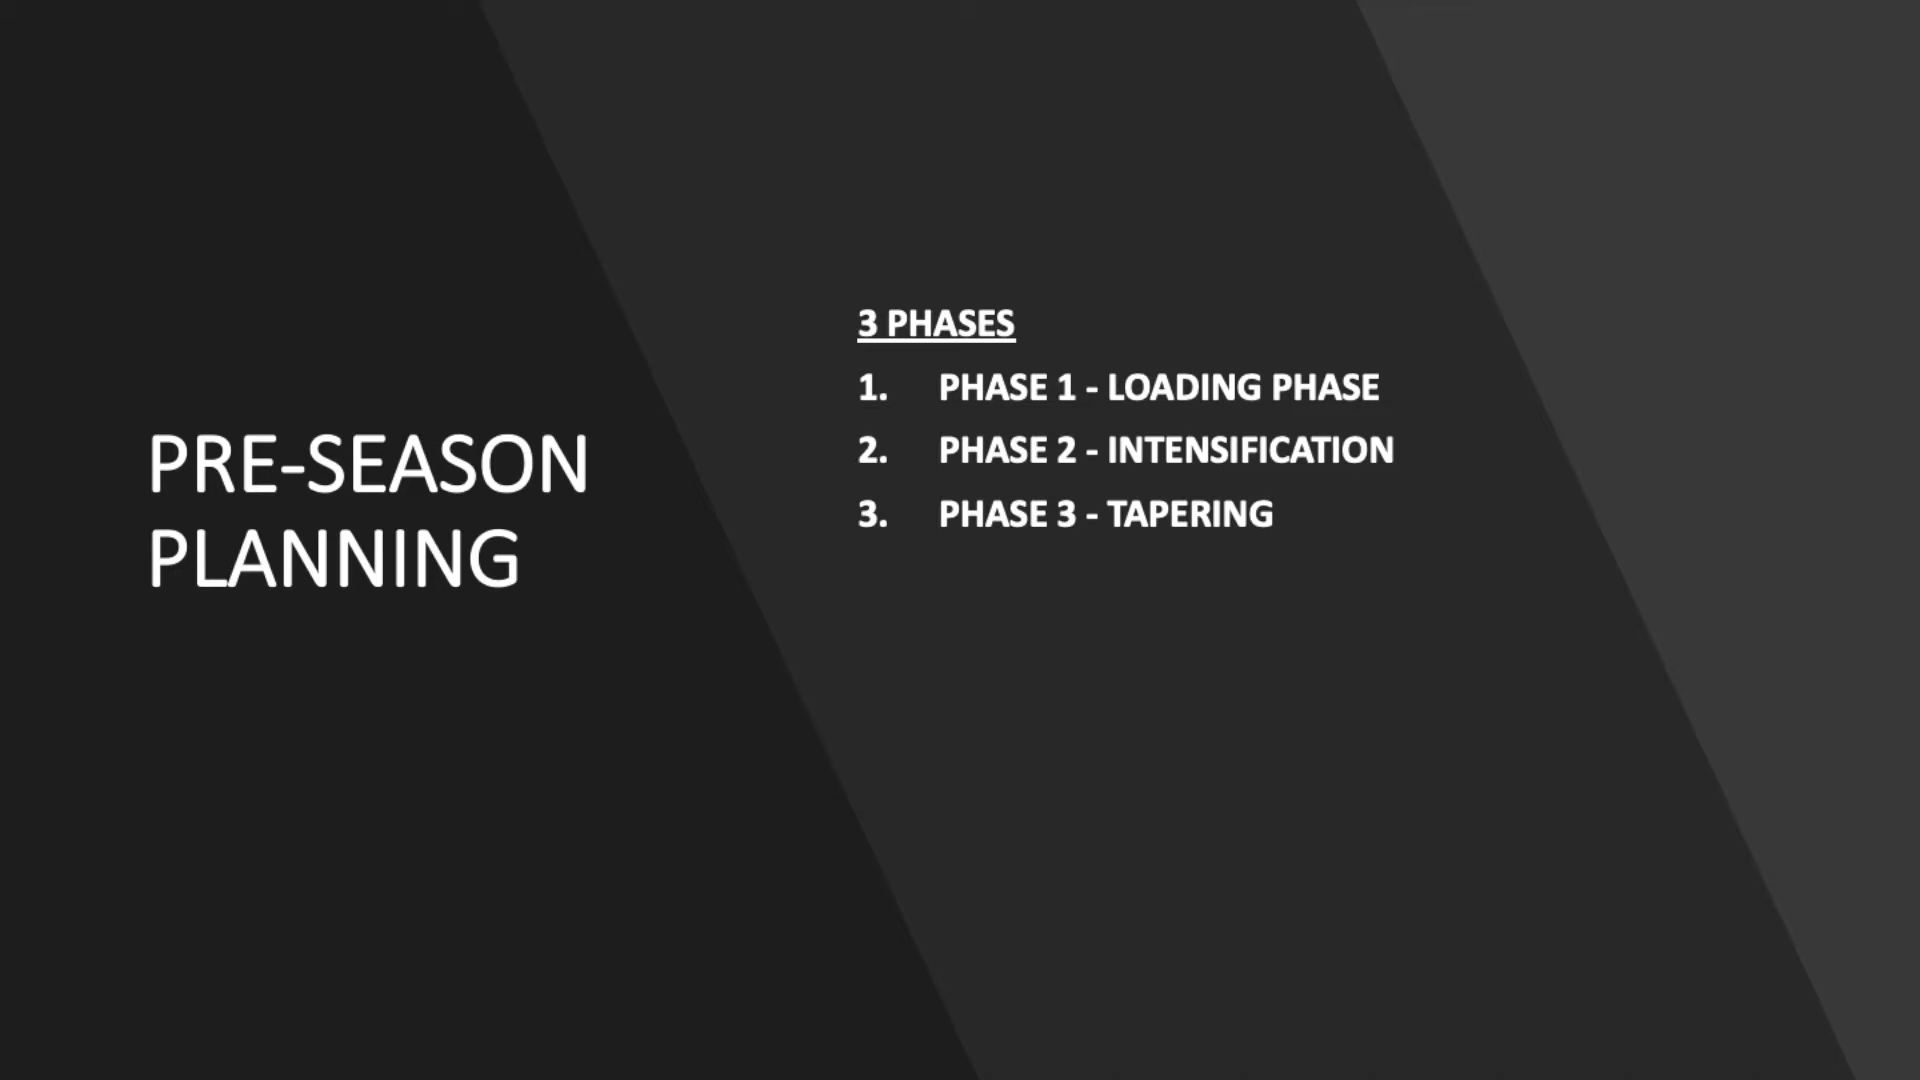 PRE-SEASON
PLANNING
3 PHASES
1. PHASE 1 - LOADING PHASE
2. PHASE 2 - INTENSIFICATION
3. PHASE 3 - TAPERING